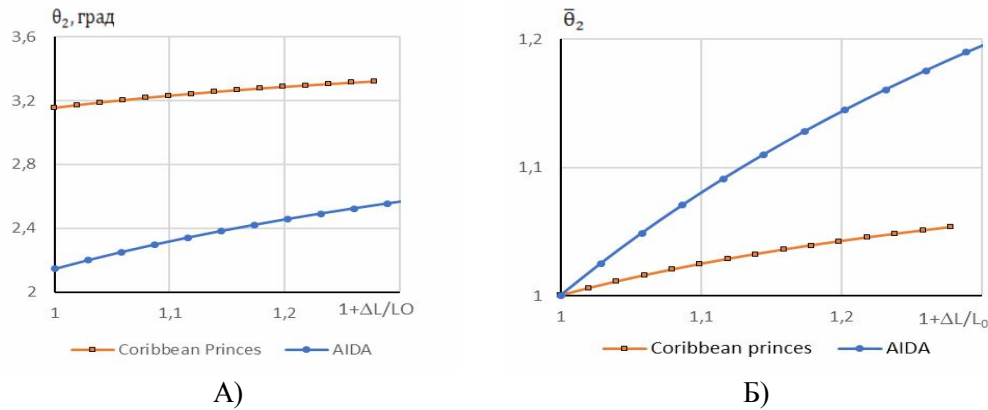 θ₂, град
3,6
3,2
2,8
2,4
2
1
1,1
1,2
1+ΔL/LO
Coribbean Princes
AIDA
А)
θ̄₂
1,2
1,1
1
1
1,1
1,2
1+ΔL/L₀
Coribbean princes
AIDA
Б)